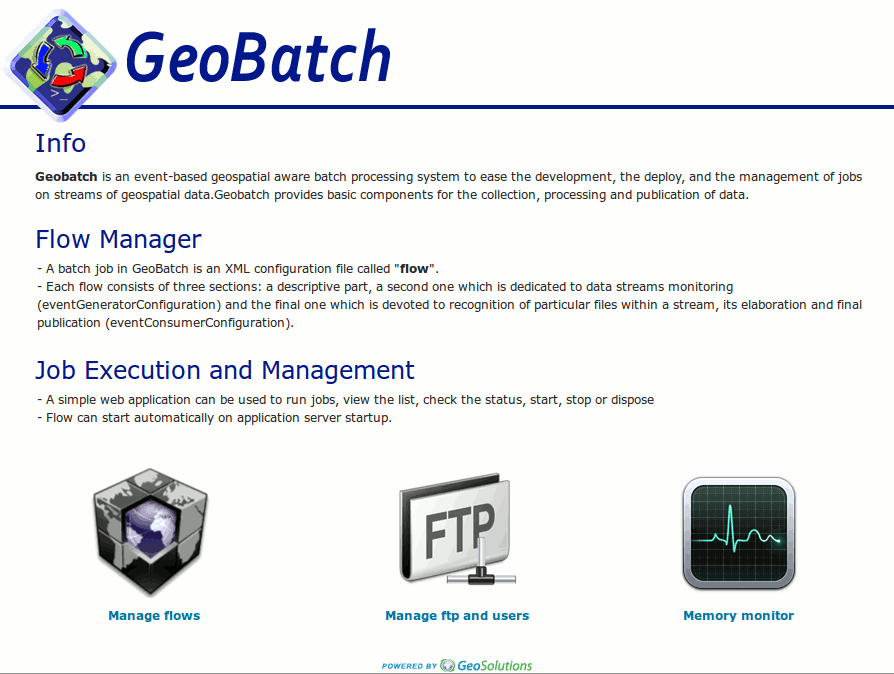 >_
GeoBatch
Info
Geobatch is an event-based geospatial aware batch processing system to ease the development, the deploy, and the management of jobs
on streams of geospatial data.Geobatch provides basic components for the collection, processing and publication of data.
Flow Manager
- A batch job in GeoBatch is an XML configuration file called "flow".
- Each flow consists of three sections: a descriptive part, a second one which is dedicated to data streams monitoring
(eventGeneratorConfiguration) and the final one which is devoted to recognition of particular files within a stream, its elaboration and final
publication (eventConsumerConfiguration).
Job Execution and Management
- A simple web application can be used to run jobs, view the list, check the status, start, stop or dispose
- Flow can start automatically on application server startup.
FTP
Manage flows
Manage ftp and users
Memory monitor
POWERED BY GeoSolutions